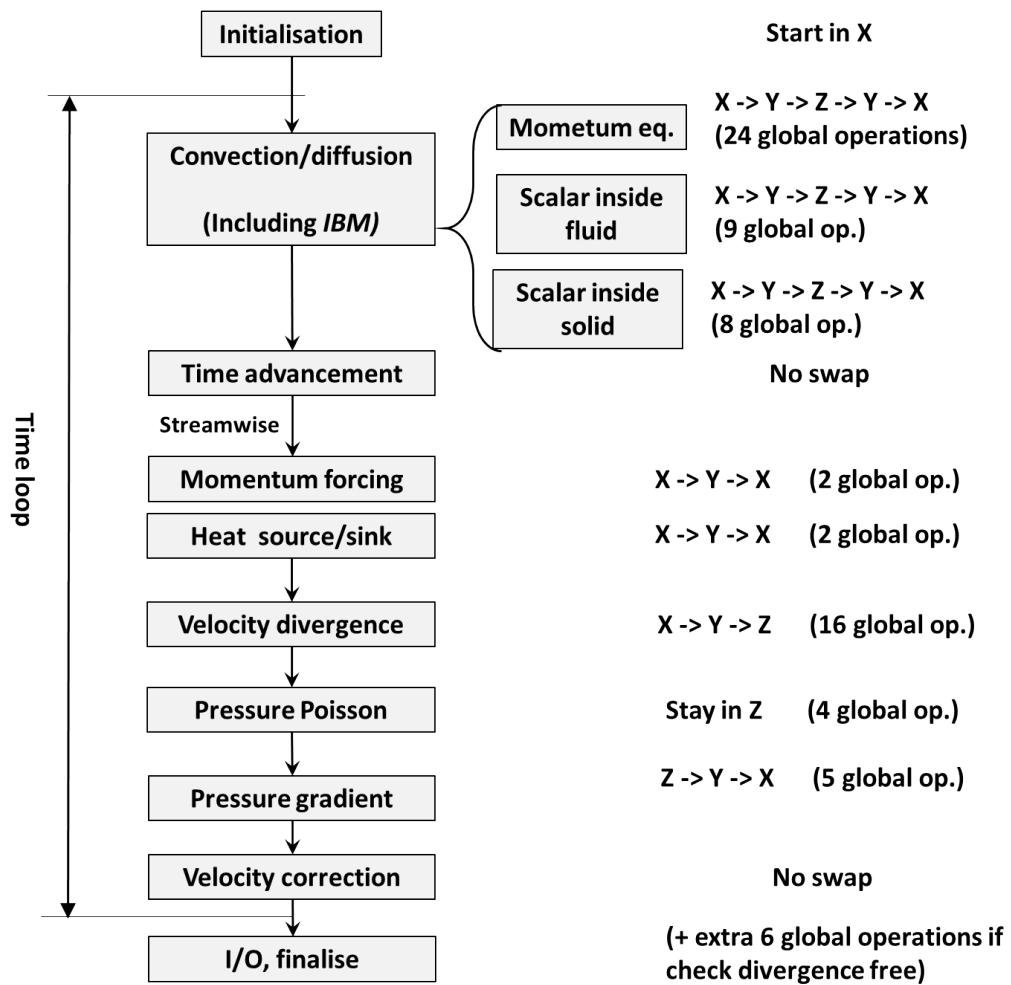 Initialisation
Start in X
Convection/diffusion
(Including IBM)
Mometum eq.
X -> Y -> Z -> Y -> X
(24 global operations)
Scalar inside
fluid
X -> Y -> Z -> Y -> X
(9 global op.)
Scalar inside
solid
X -> Y -> Z -> Y -> X
(8 global op.)
Time advancement
No swap
Streamwise
Time loop
Momentum forcing
X -> Y -> X (2 global op.)
Heat source/sink
X -> Y -> X (2 global op.)
Velocity divergence
X -> Y -> Z (16 global op.)
Pressure Poisson
Stay in Z (4 global op.)
Pressure gradient
Z -> Y -> X (5 global op.)
Velocity correction
No swap
I/O, finalise
(+ extra 6 global operations if
check divergence free)